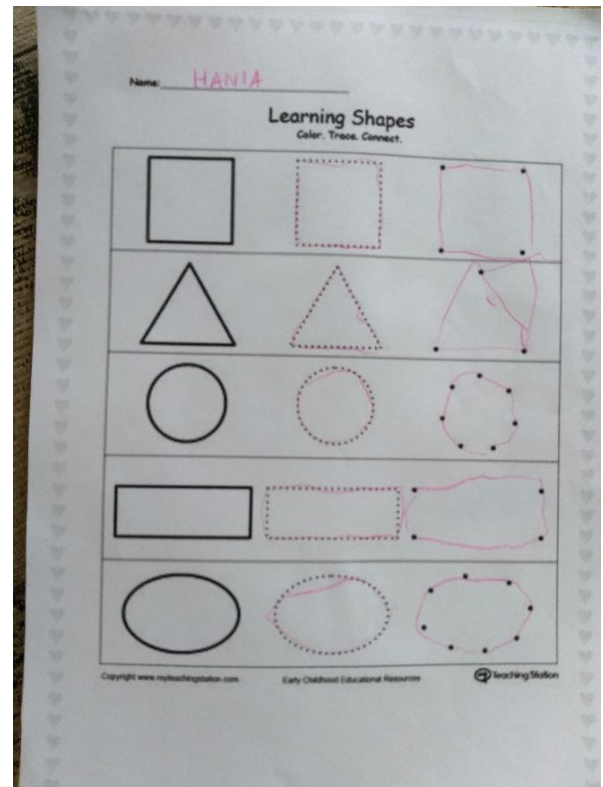 Name: HANIA
Learning Shapes
Color. Trace. Connect.
Copyright www.myteachingstation.com Early Childhood Educational Resources Teaching Station